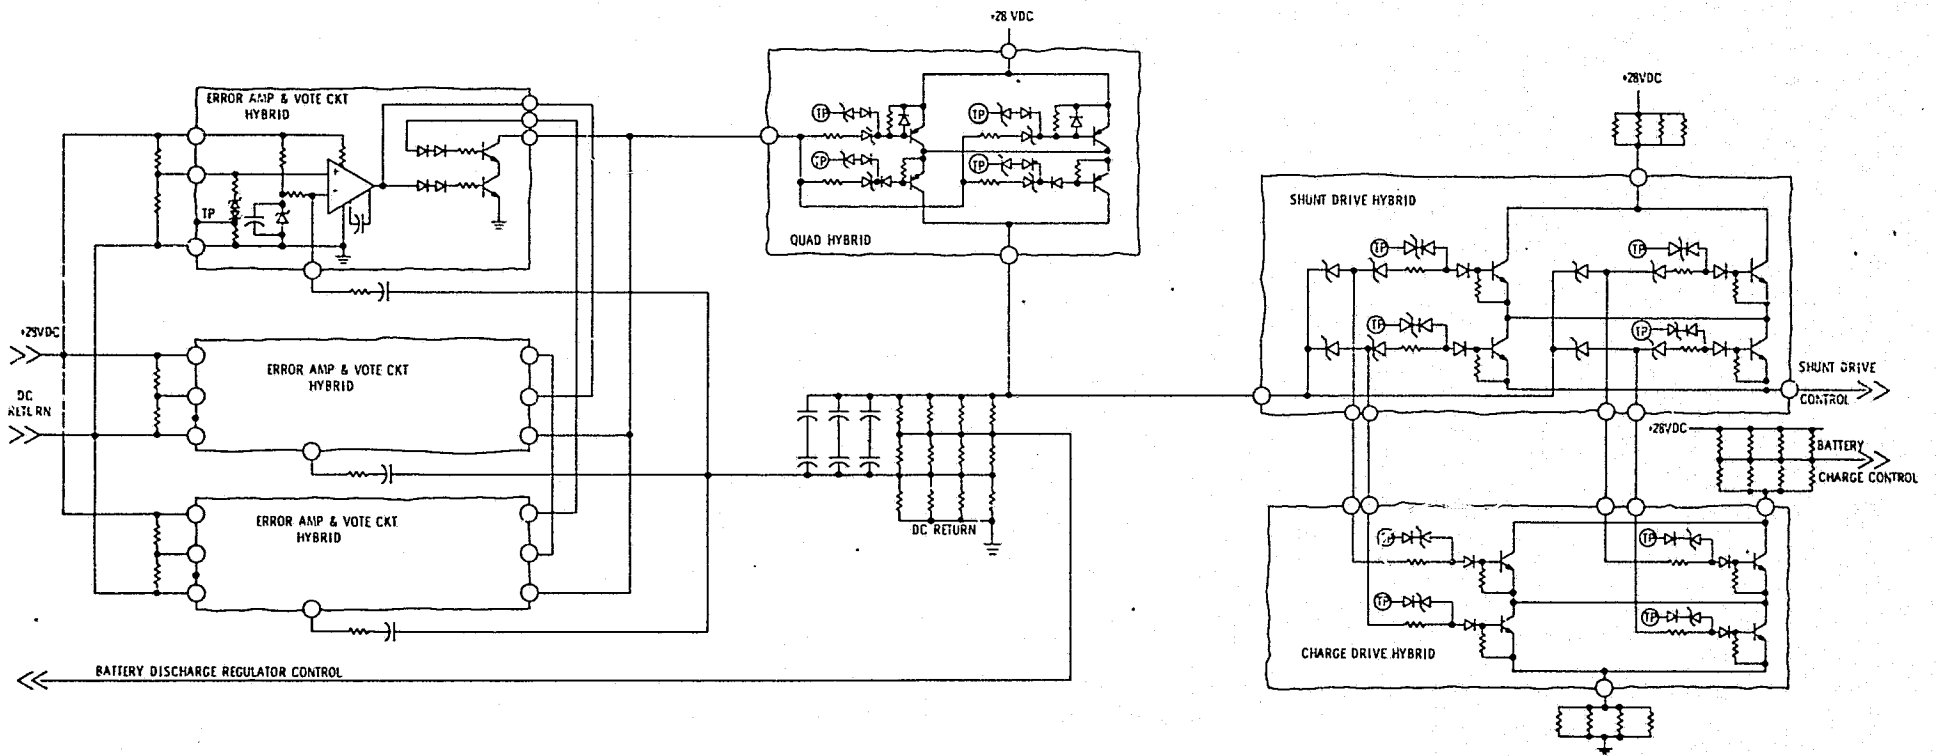 +28 VDC
ERROR AMP & VOTE CKT
HYBRID
TP
TP
TP
TP
TP
QUAD HYBRID
+28VDC
SHUNT DRIVE HYBRID
TP
TP
TP
TP
SHUNT DRIVE
CONTROL
+28VDC
DC
RETURN
ERROR AMP & VOTE CKT
HYBRID
ERROR AMP & VOTE CKT
HYBRID
DC RETURN
+28VDC
BATTERY
CHARGE CONTROL
TP
TP
TP
TP
CHARGE DRIVE HYBRID
BATTERY DISCHARGE REGULATOR CONTROL